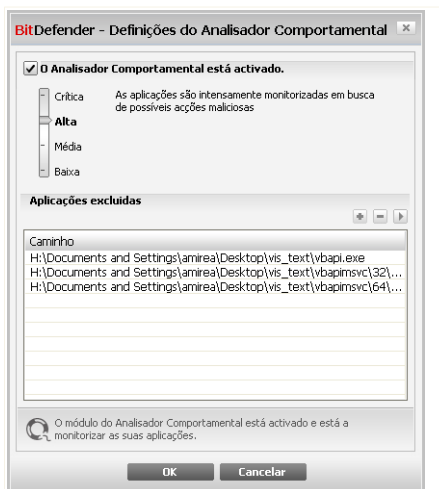 BitDefender - Definições do Analisador Comportamental
O Analisador Comportamental está activado.
Crítica
Alta
Média
Baixa
As aplicações são intensamente monitorizadas em busca
de possíveis acções maliciosas
Aplicações excluidas
Caminho
H:\Documents and Settings\amirea\Desktop\vis_text\vbapi.exe
H:\Documents and Settings\amirea\Desktop\vis_text\vbapimsvc\32\...
H:\Documents and Settings\amirea\Desktop\vis_text\vbapimsvc\64\...
O módulo do Analisador Comportamental está activado e está a
monitorizar as suas aplicações.
OK
Cancelar